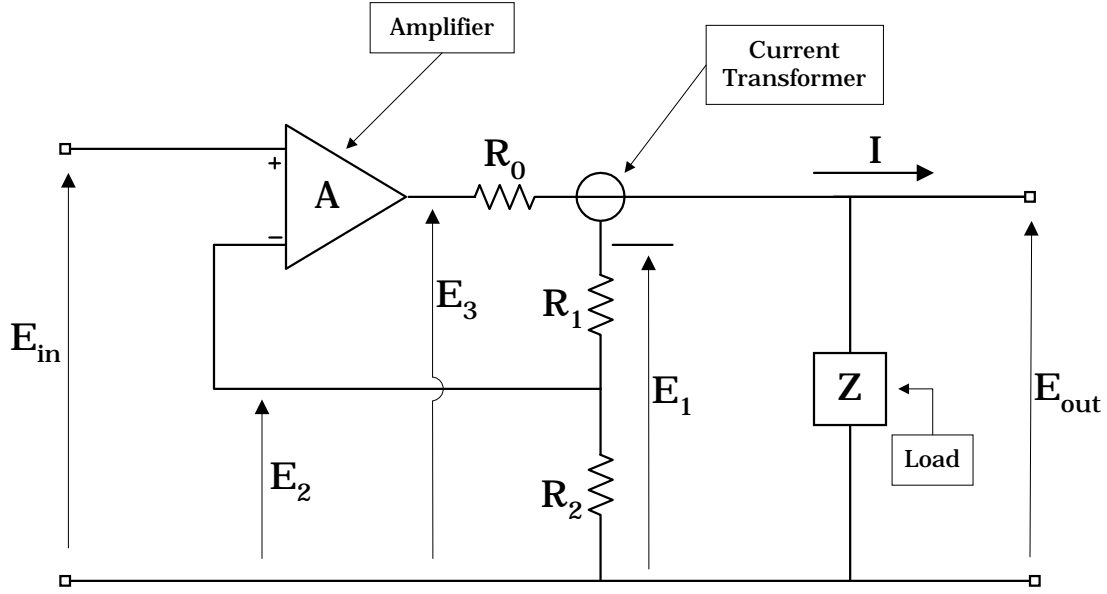 Amplifier
Current
Transformer
I
R0
+
A
−
E3
R1
Ein
E1
Z
Eout
Load
E2
R2